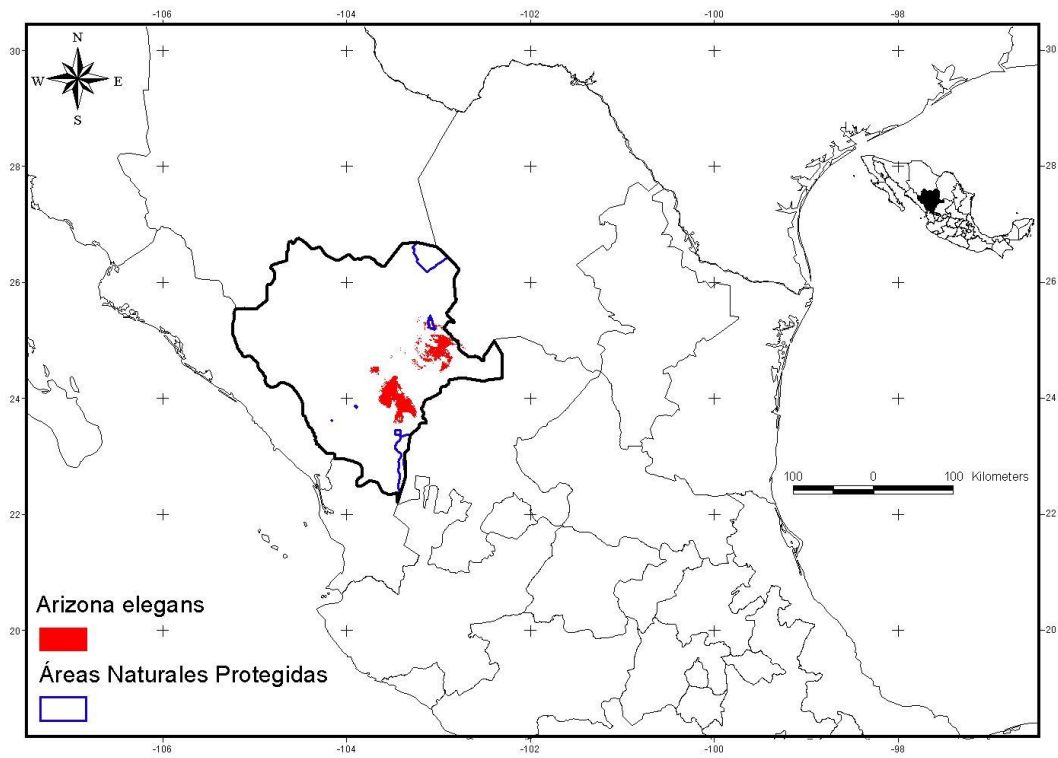 -106 -104 -102 -100 -98
30 30
N
W E
S
28 28
26 26
24 24
100 0 100 Kilometers
22 22
Arizona elegans
20 20
Áreas Naturales Protegidas
-106 -104 -102 -100 -98